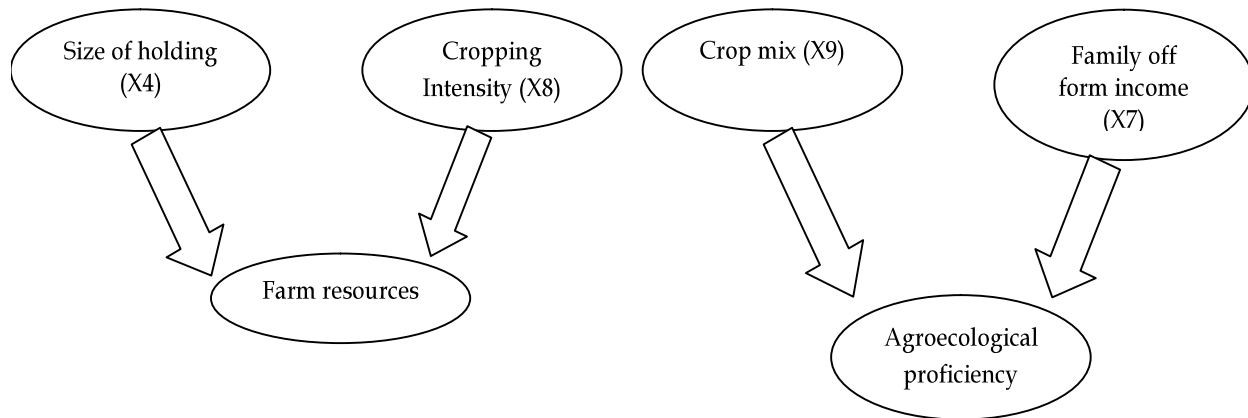 Size of holding
(X4)
Cropping
Intensity (X8)
Crop mix (X9)
Family off
form income
(X7)
Farm resources
Agroecological
proficiency